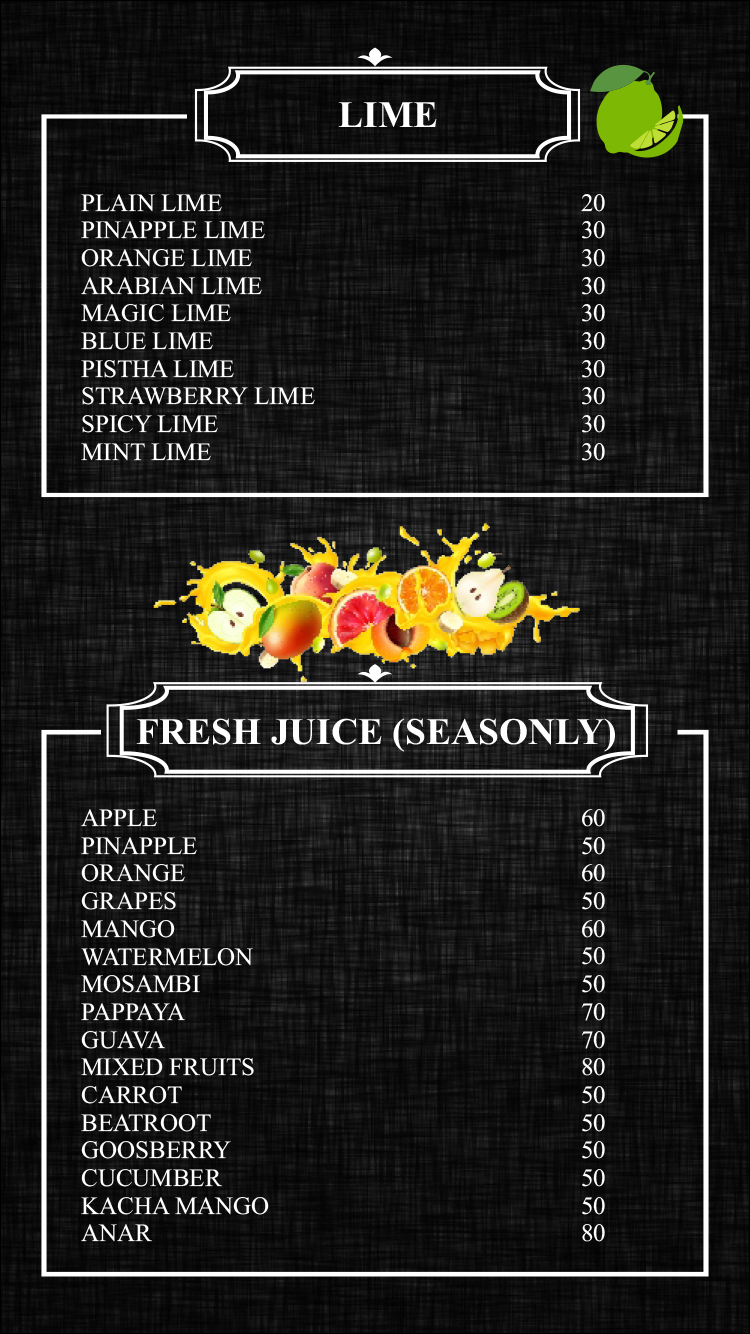 LIME
PLAIN LIME 20
PINAPPLE LIME 30
ORANGE LIME 30
ARABIAN LIME 30
MAGIC LIME 30
BLUE LIME 30
PISTHA LIME 30
STRAWBERRY LIME 30
SPICY LIME 30
MINT LIME 30
FRESH JUICE (SEASONLY)
APPLE 60
PINAPPLE 50
ORANGE 60
GRAPES 50
MANGO 60
WATERMELON 50
MOSAMBI 50
PAPPAYA 70
GUAVA 70
MIXED FRUITS 80
CARROT 50
BEATROOT 50
GOOSBERRY 50
CUCUMBER 50
KACHA MANGO 50
ANAR 80